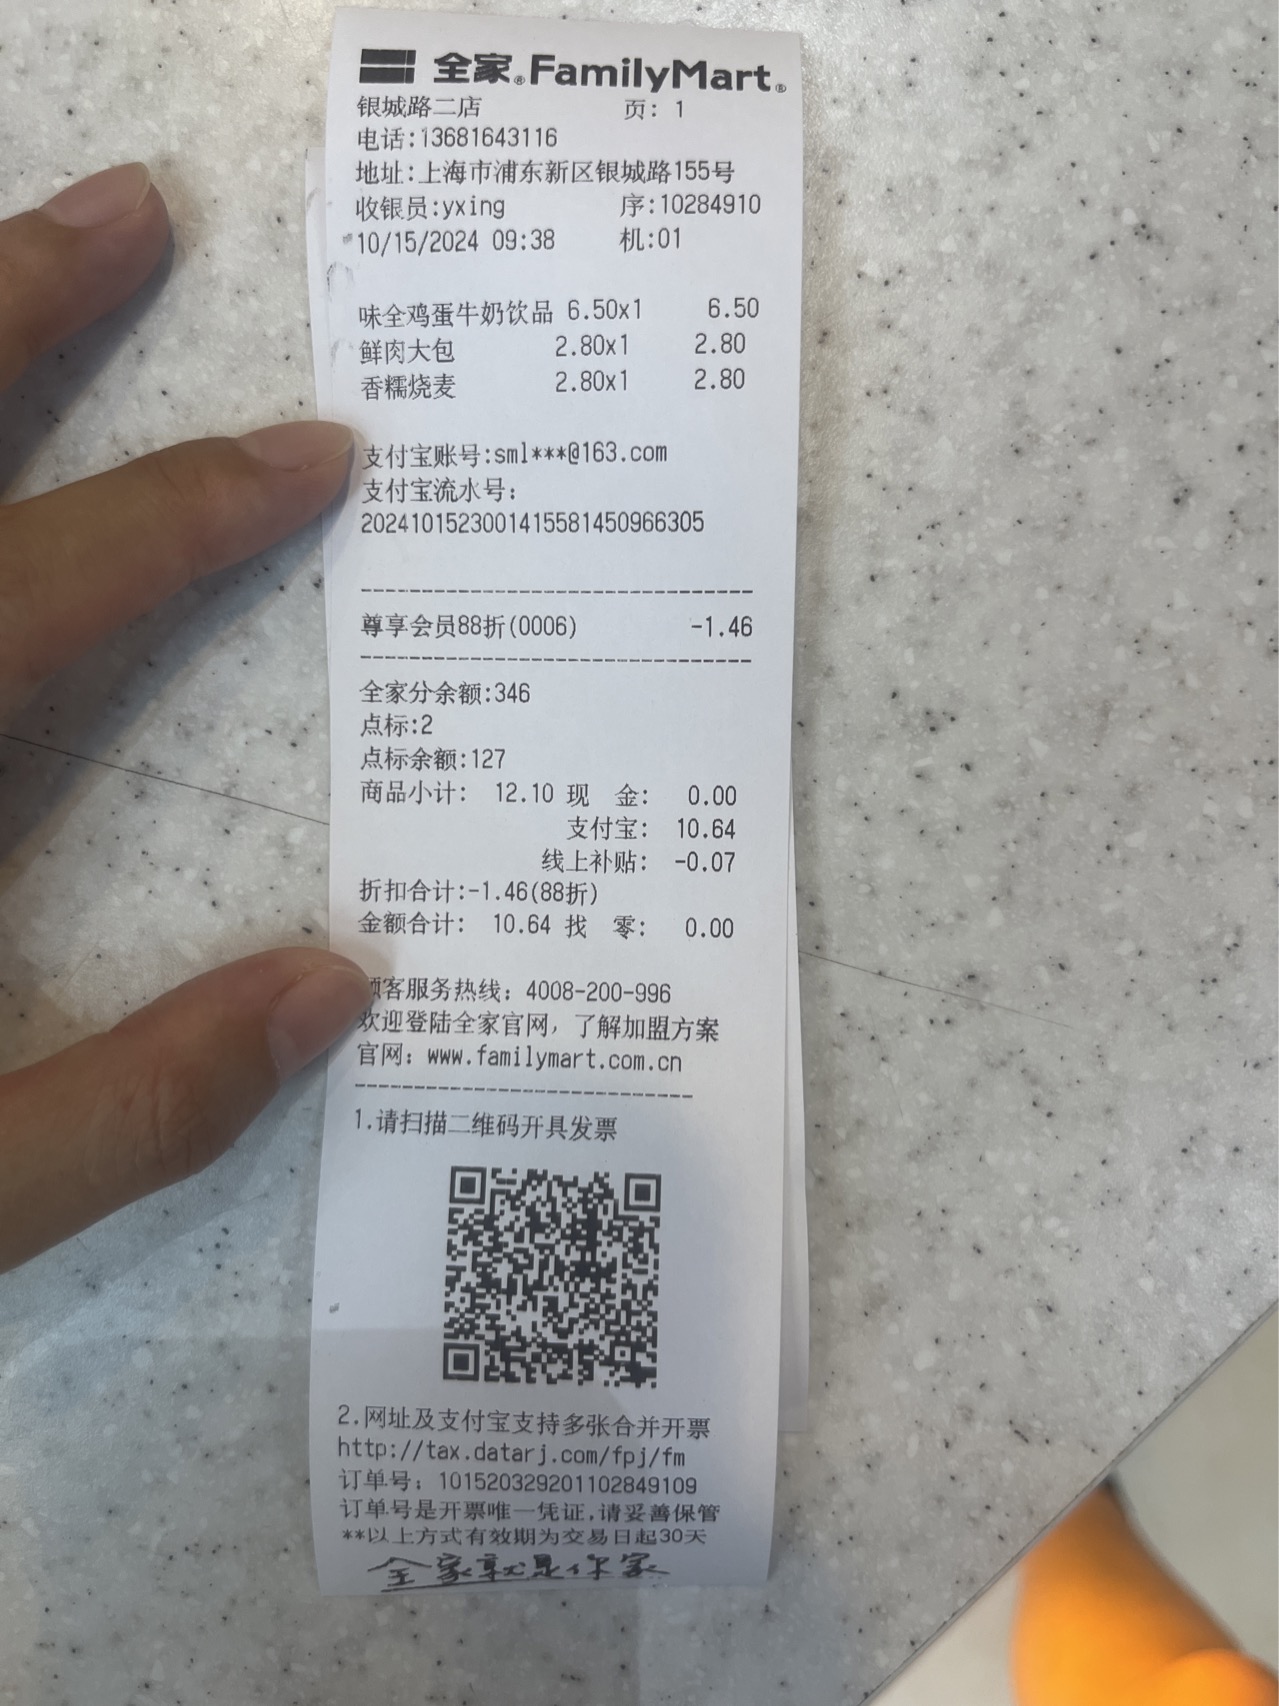 全家® FamilyMart®
银城路二店 页: 1
电话:13681643116
地址:上海市浦东新区银城路155号
收银员:yxing 序:10284910
10/15/2024 09:38 机:01
味全鸡蛋牛奶饮品 6.50x1 6.50
鲜肉大包 2.80x1 2.80
香糯烧麦 2.80x1 2.80
支付宝账号:sml***@163.com
支付宝流水号:
2024101523001415581450966305
尊享会员88折(0006) -1.46
全家分余额:346
点标:2
点标余额:127
商品小计: 12.10 现 金: 0.00
支付宝: 10.64
线上补贴: -0.07
折扣合计:-1.46(88折)
金额合计: 10.64 找 零: 0.00
顾客服务热线: 4008-200-996
欢迎登陆全家官网, 了解加盟方案
官网: www.familymart.com.cn
1.请扫描二维码开具发票
2.网址及支付宝支持多张合并开票
http://tax.datarj.com/fpj/fm
订单号: 101520329201102849109
订单号是开票唯一凭证,请妥善保管
**以上方式有效期为交易日起30天
全家就是你家